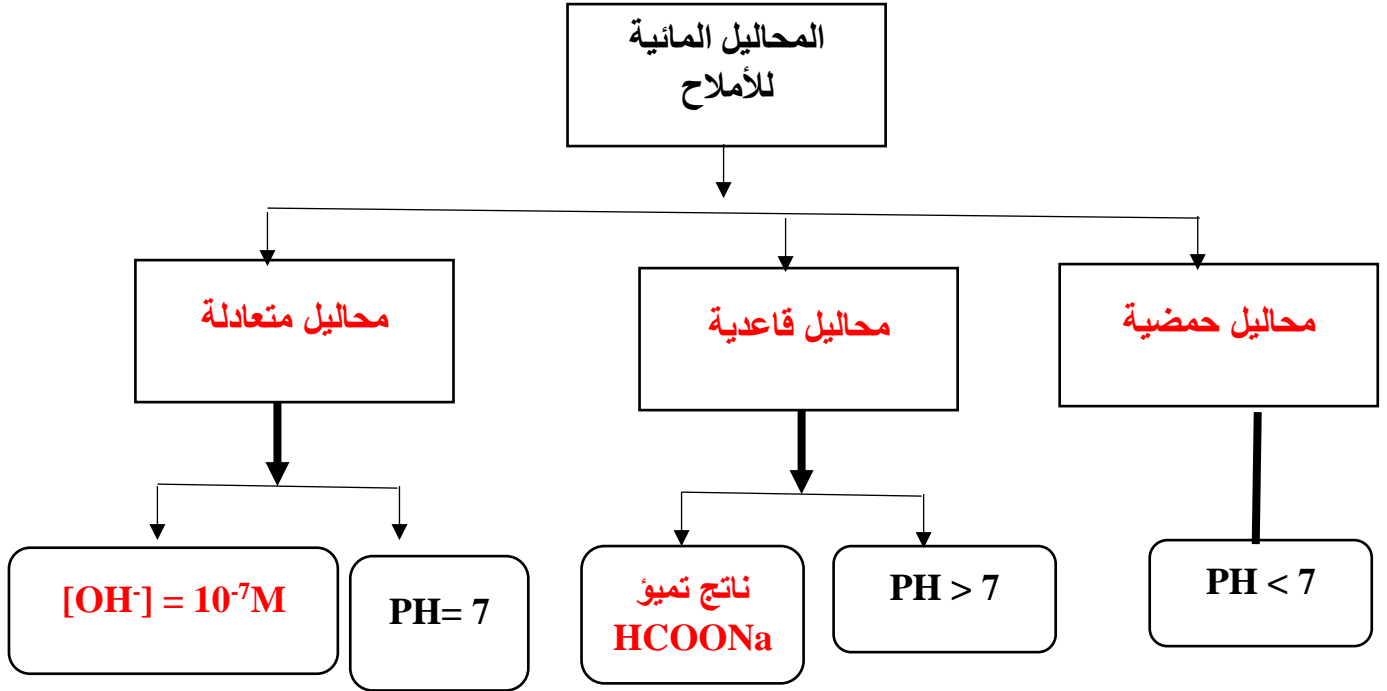 المحاليل المائية
للأملاح
محاليل حمضية
محاليل قاعدية
محاليل متعادلة
PH < 7
PH > 7
ناتج تميؤ
HCOONa
PH= 7
[OH⁻] = 10⁻⁷M